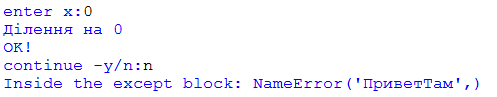 enter x:0
Ділення на 0
OK!
continue -y/n:n
Inside the except block: NameError('ПриветТам',)